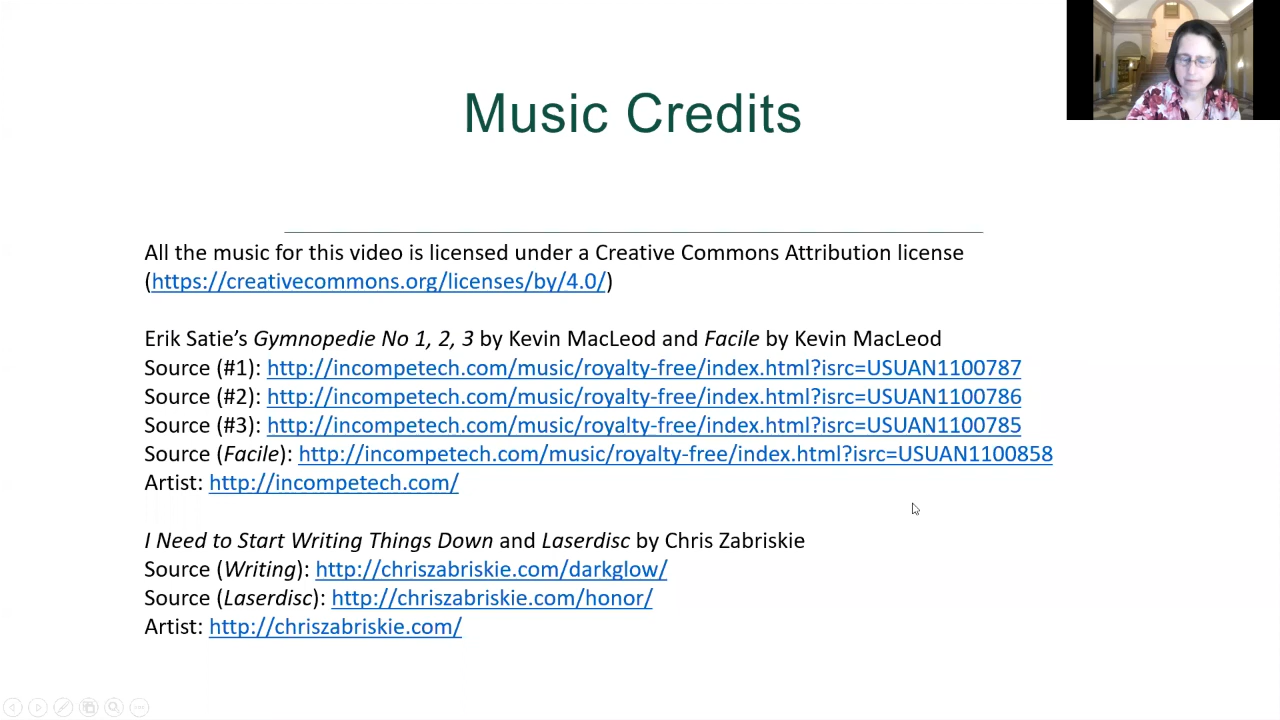 Music Credits
All the music for this video is licensed under a Creative Commons Attribution license
(https://creativecommons.org/licenses/by/4.0/)
Erik Satie’s Gymnopedie No 1, 2, 3 by Kevin MacLeod and Facile by Kevin MacLeod
Source (#1): http://incompetech.com/music/royalty-free/index.html?isrc=USUAN1100787
Source (#2): http://incompetech.com/music/royalty-free/index.html?isrc=USUAN1100786
Source (#3): http://incompetech.com/music/royalty-free/index.html?isrc=USUAN1100785
Source (Facile): http://incompetech.com/music/royalty-free/index.html?isrc=USUAN1100858
Artist: http://incompetech.com/
I Need to Start Writing Things Down and Laserdisc by Chris Zabriskie
Source (Writing): http://chriszabriskie.com/darkglow/
Source (Laserdisc): http://chriszabriskie.com/honor/
Artist: http://chriszabriskie.com/